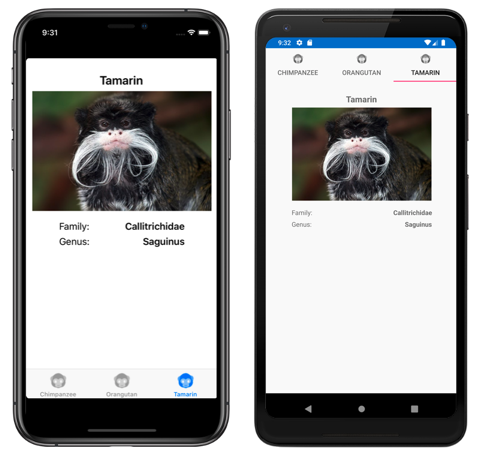 9:31
Tamarin
Family: Callitrichidae
Genus: Saguinus
Chimpanzee Orangutan Tamarin
9:32
CHIMPANZEE ORANGUTAN TAMARIN
Tamarin
Family: Callitrichidae
Genus: Saguinus